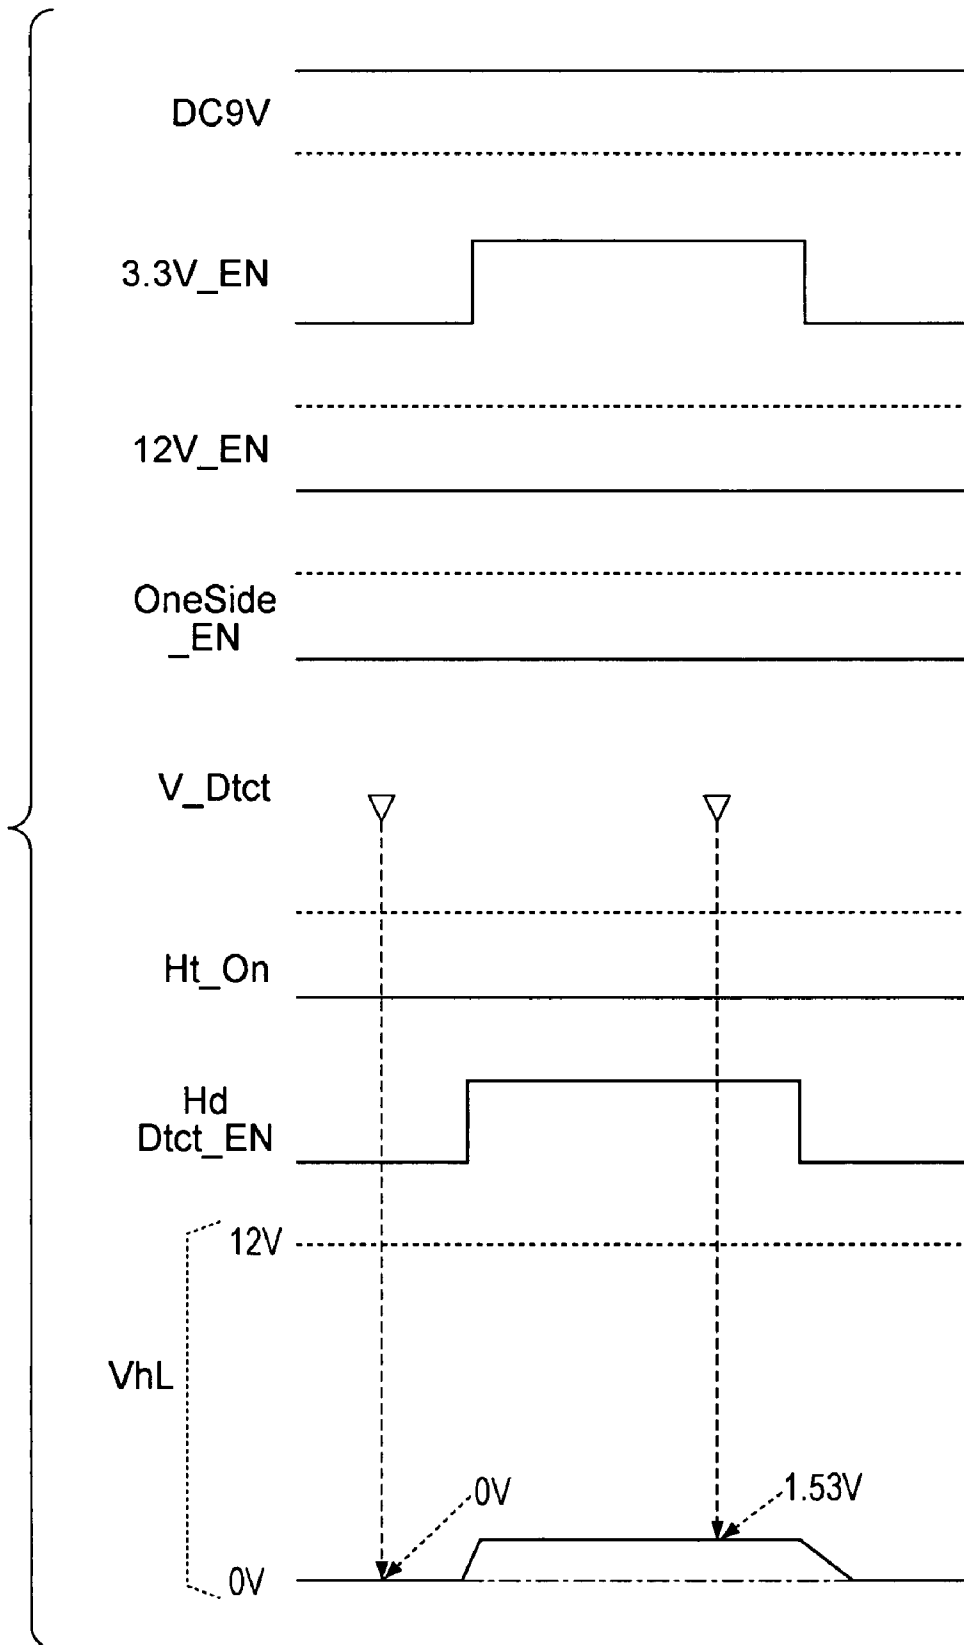 DC9V
3.3V_EN
12V_EN
OneSide
_EN
V_Dtct
Ht_On
Hd
Dtct_EN
12V
VhL
0V
1.53V
0V